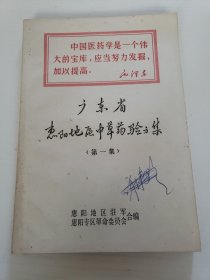 中国医药学是一个伟
大的宝库，应当努力发掘，
加以提高。
毛泽东
广东省
惠阳地区中草药验方集
（第一集）
惠阳地区驻军
惠阳专区革命委员会合编